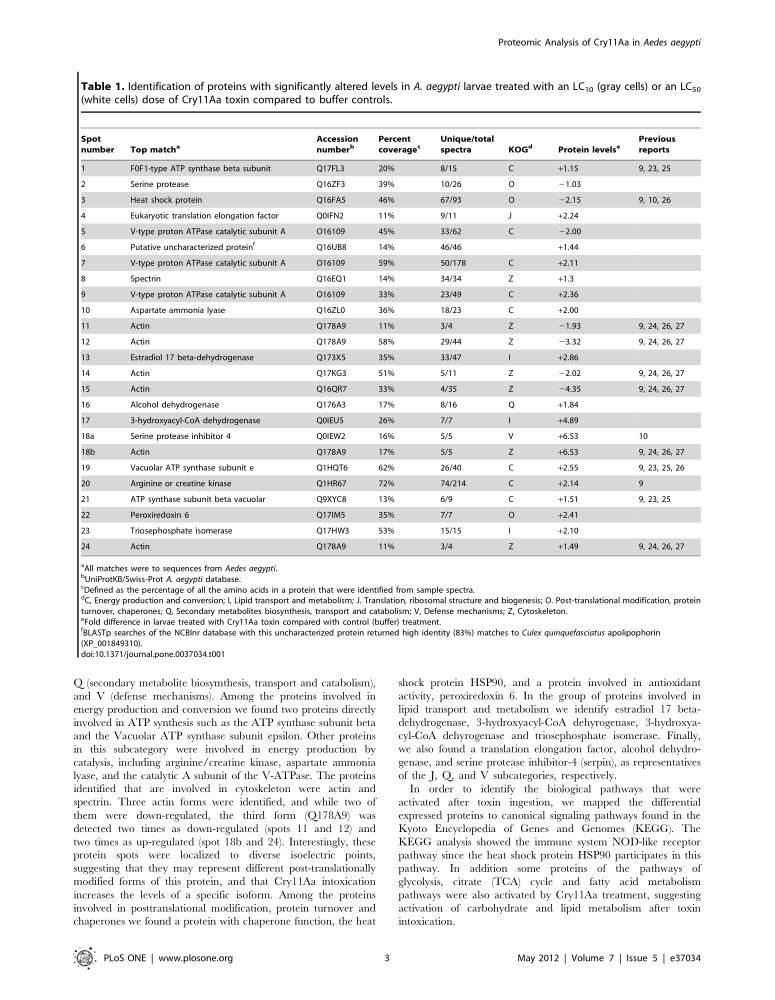 Proteomic Analysis of Cry11Aa in Aedes aegypti
Table 1. Identification of proteins with significantly altered levels in A. aegypti larvae treated with an LC10 (gray cells) or an LC50
(white cells) dose of Cry11Aa toxin compared to buffer controls.
Spot number Top match^a Accession number^b Percent coverage^c Unique/total spectra KOG^d Protein levels^e Previous reports
1 F0F1-type ATP synthase beta subunit Q17FL3 20% 8/15 C +1.15 9, 23, 25
2 Serine protease Q16ZF3 39% 10/26 O −1.03
3 Heat shock protein Q16FA5 46% 67/93 O −2.15 9, 10, 26
4 Eukaryotic translation elongation factor Q0IFN2 11% 9/11 J +2.24
5 V-type proton ATPase catalytic subunit A O16109 45% 33/62 C −2.00
6 Putative uncharacterized protein^f Q16UB8 14% 46/46 +1.44
7 V-type proton ATPase catalytic subunit A O16109 59% 50/178 C +2.11
8 Spectrin Q16EQ1 14% 34/34 Z +1.3
9 V-type proton ATPase catalytic subunit A O16109 33% 23/49 C +2.36
10 Aspartate ammonia lyase Q16ZL0 36% 18/23 C +2.00
11 Actin Q178A9 11% 3/4 Z −1.93 9, 24, 26, 27
12 Actin Q178A9 58% 29/44 Z −3.32 9, 24, 26, 27
13 Estradiol 17 beta-dehydrogenase Q173X5 35% 33/47 I +2.86
14 Actin Q17KG3 51% 5/11 Z −2.02 9, 24, 26, 27
15 Actin Q16QR7 33% 4/35 Z −4.35 9, 24, 26, 27
16 Alcohol dehydrogenase Q176A3 17% 8/16 Q +1.84
17 3-hydroxyacyl-CoA dehydrogenase Q0IEU5 26% 7/7 I +4.89
18a Serine protease inhibitor 4 Q0IEW2 16% 5/5 V +6.53 10
18b Actin Q178A9 17% 5/5 Z +6.53 9, 24, 26, 27
19 Vacuolar ATP synthase subunit e Q1HQT6 62% 26/40 C +2.55 9, 23, 25, 26
20 Arginine or creatine kinase Q1HR67 72% 74/214 C +2.14 9
21 ATP synthase subunit beta vacuolar Q9XYC8 13% 6/9 C +1.51 9, 23, 25
22 Peroxiredoxin 6 Q17IM5 35% 7/7 O +2.41
23 Triosephosphate isomerase Q17HW3 53% 15/15 I +2.10
24 Actin Q178A9 11% 3/4 Z +1.49 9, 24, 26, 27
^aAll matches were to sequences from Aedes aegypti.
^bUniProtKB/Swiss-Prot A. aegypti database.
^cDefined as the percentage of all the amino acids in a protein that were identified from sample spectra.
^dC, Energy production and conversion; I, Lipid transport and metabolism; J. Translation, ribosomal structure and biogenesis; O. Post-translational modification, protein
turnover, chaperones; Q, Secondary metabolites biosynthesis, transport and catabolism; V, Defense mechanisms; Z, Cytoskeleton.
^eFold difference in larvae treated with Cry11Aa toxin compared with control (buffer) treatment.
^fBLASTp searches of the NCBInr database with this uncharacterized protein returned high identity (83%) matches to Culex quinquefasciatus apolipophorin
(XP_001849310).
doi:10.1371/journal.pone.0037034.t001
Q (secondary metabolite biosynthesis, transport and catabolism),
and V (defense mechanisms). Among the proteins involved in
energy production and conversion we found two proteins directly
involved in ATP synthesis such as the ATP synthase subunit beta
and the Vacuolar ATP synthase subunit epsilon. Other proteins
in this subcategory were involved in energy production by
catalysis, including arginine/creatine kinase, aspartate ammonia
lyase, and the catalytic A subunit of the V-ATPase. The proteins
identified that are involved in cytoskeleton were actin and
spectrin. Three actin forms were identified, and while two of
them were down-regulated, the third form (Q178A9) was
detected two times as down-regulated (spots 11 and 12) and
two times as up-regulated (spot 18b and 24). Interestingly, these
protein spots were localized to diverse isoelectric points,
suggesting that they may represent different post-translationally
modified forms of this protein, and that Cry11Aa intoxication
increases the levels of a specific isoform. Among the proteins
involved in posttranslational modification, protein turnover and
chaperones we found a protein with chaperone function, the heat
shock protein HSP90, and a protein involved in antioxidant
activity, peroxiredoxin 6. In the group of proteins involved in
lipid transport and metabolism we identify estradiol 17 beta-
dehydrogenase, 3-hydroxyacyl-CoA dehyrogenase, 3-hydroxya-
cyl-CoA dehyrogenase and triosephosphate isomerase. Finally,
we also found a translation elongation factor, alcohol dehydro-
genase, and serine protease inhibitor-4 (serpin), as representatives
of the J, Q, and V subcategories, respectively.
In order to identify the biological pathways that were
activated after toxin ingestion, we mapped the differential
expressed proteins to canonical signaling pathways found in the
Kyoto Encyclopedia of Genes and Genomes (KEGG). The
KEGG analysis showed the immune system NOD-like receptor
pathway since the heat shock protein HSP90 participates in this
pathway. In addition some proteins of the pathways of
glycolysis, citrate (TCA) cycle and fatty acid metabolism
pathways were also activated by Cry11Aa treatment, suggesting
activation of carbohydrate and lipid metabolism after toxin
intoxication.
PLoS ONE | www.plosone.org 3 May 2012 | Volume 7 | Issue 5 | e37034